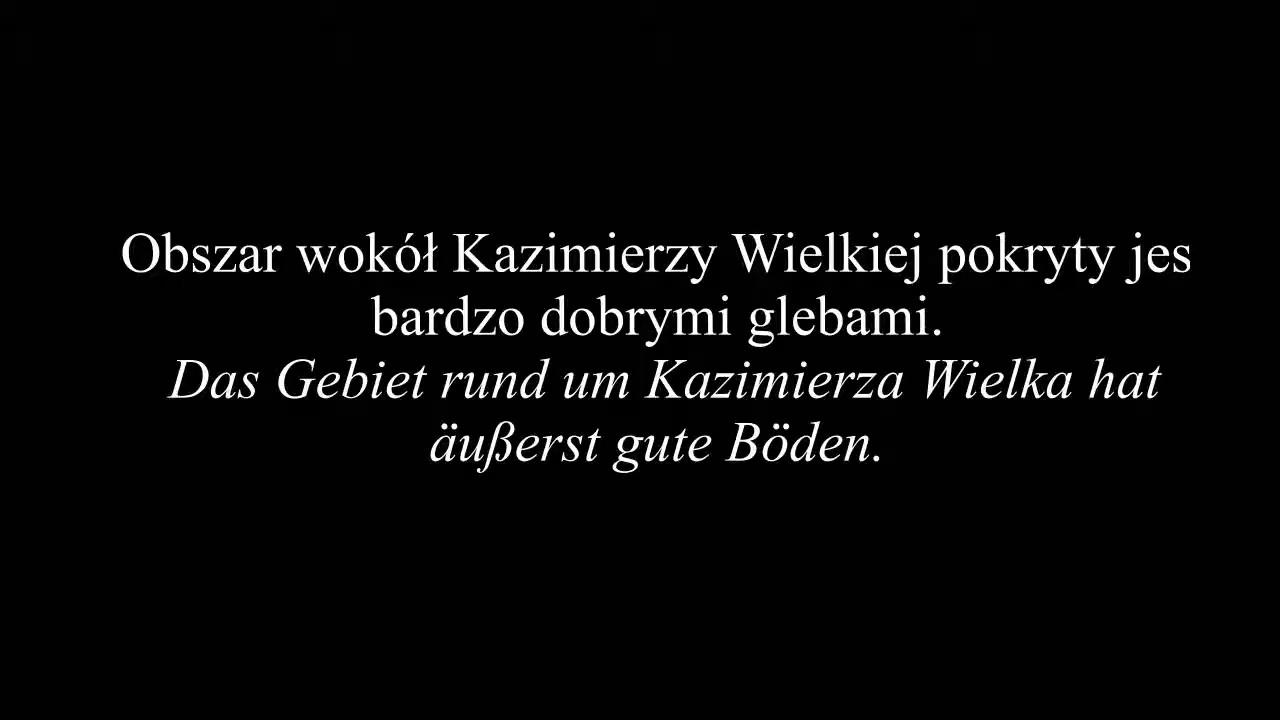 Obszar wokół Kazimierzy Wielkiej pokryty jes
bardzo dobrymi glebami.
Das Gebiet rund um Kazimierza Wielka hat
äußerst gute Böden.